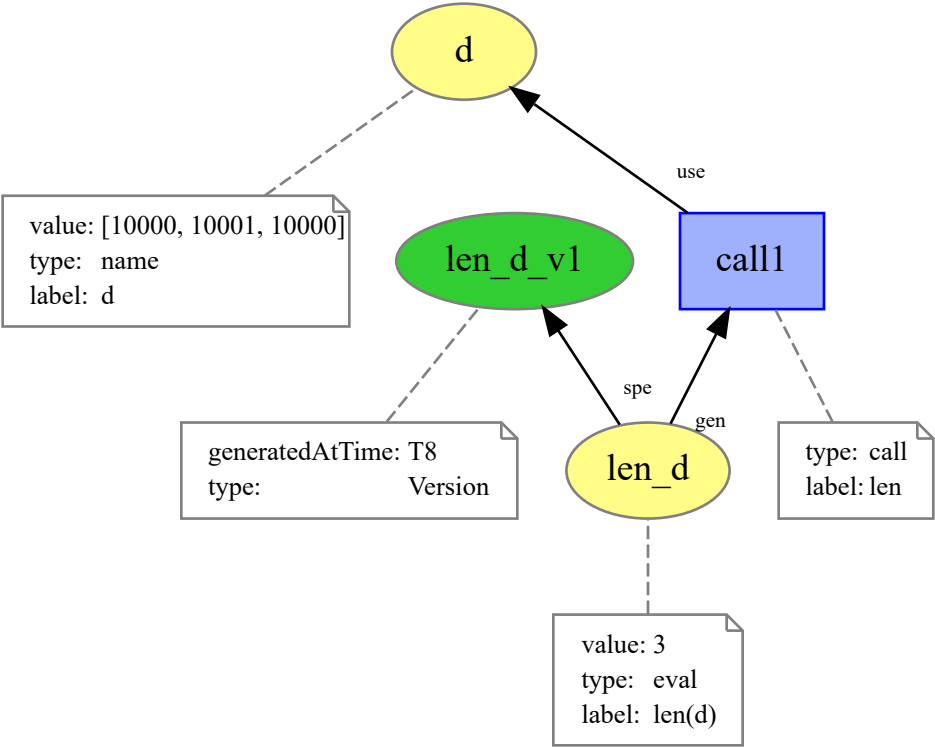 d
use
value: [10000, 10001, 10000]
type: name
label: d
len_d_v1
call1
spe
gen
generatedAtTime: T8
type: Version
len_d
type: call
label: len
value: 3
type: eval
label: len(d)